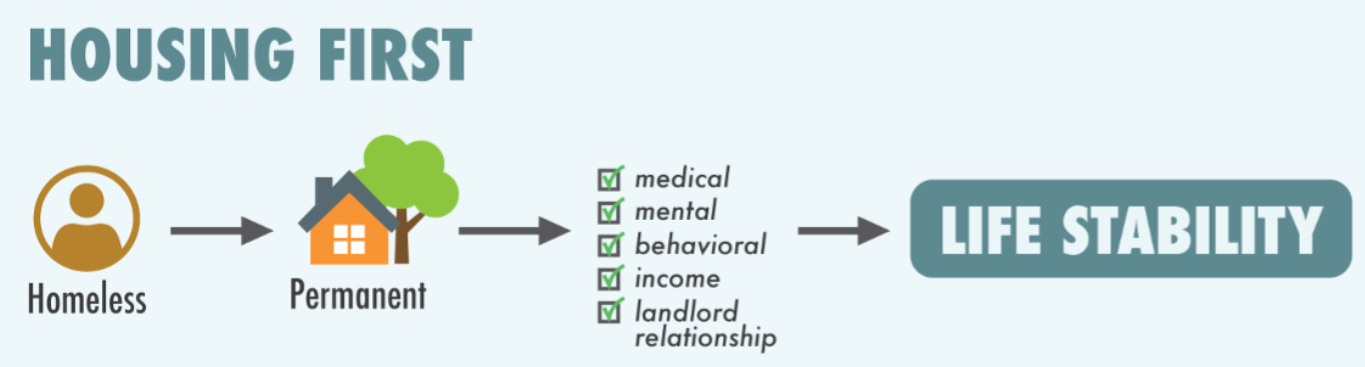 HOUSING FIRST
Homeless
Permanent
medical
mental
behavioral
income
landlord
relationship
LIFE STABILITY